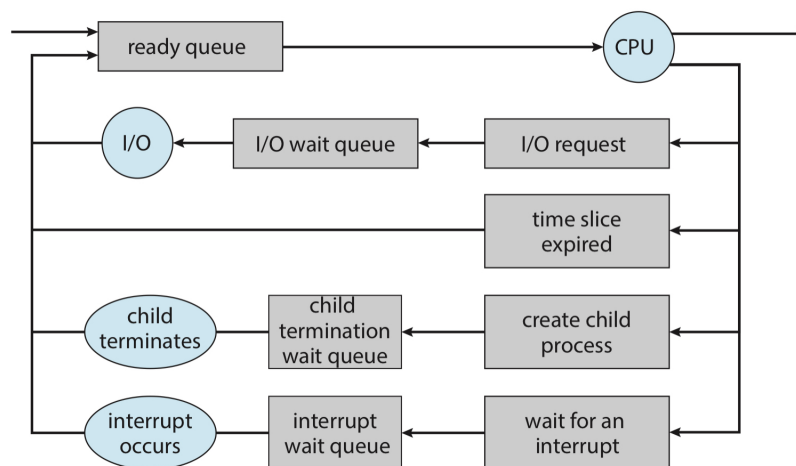 ready queue
CPU
I/O
I/O wait queue
I/O request
time slice
expired
child
terminates
child
termination
wait queue
create child
process
interrupt
occurs
interrupt
wait queue
wait for an
interrupt